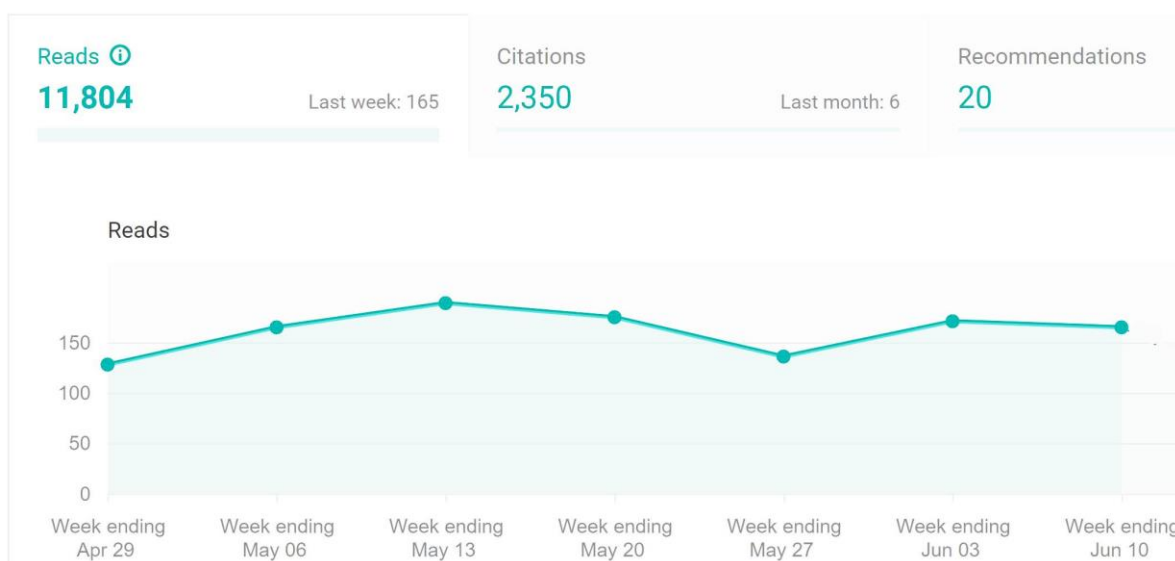 Reads
11,804 Last week: 165
Citations
2,350 Last month: 6
Recommendations
20
Reads
150
100
50
0
Week ending Apr 29
Week ending May 06
Week ending May 13
Week ending May 20
Week ending May 27
Week ending Jun 03
Week ending Jun 10